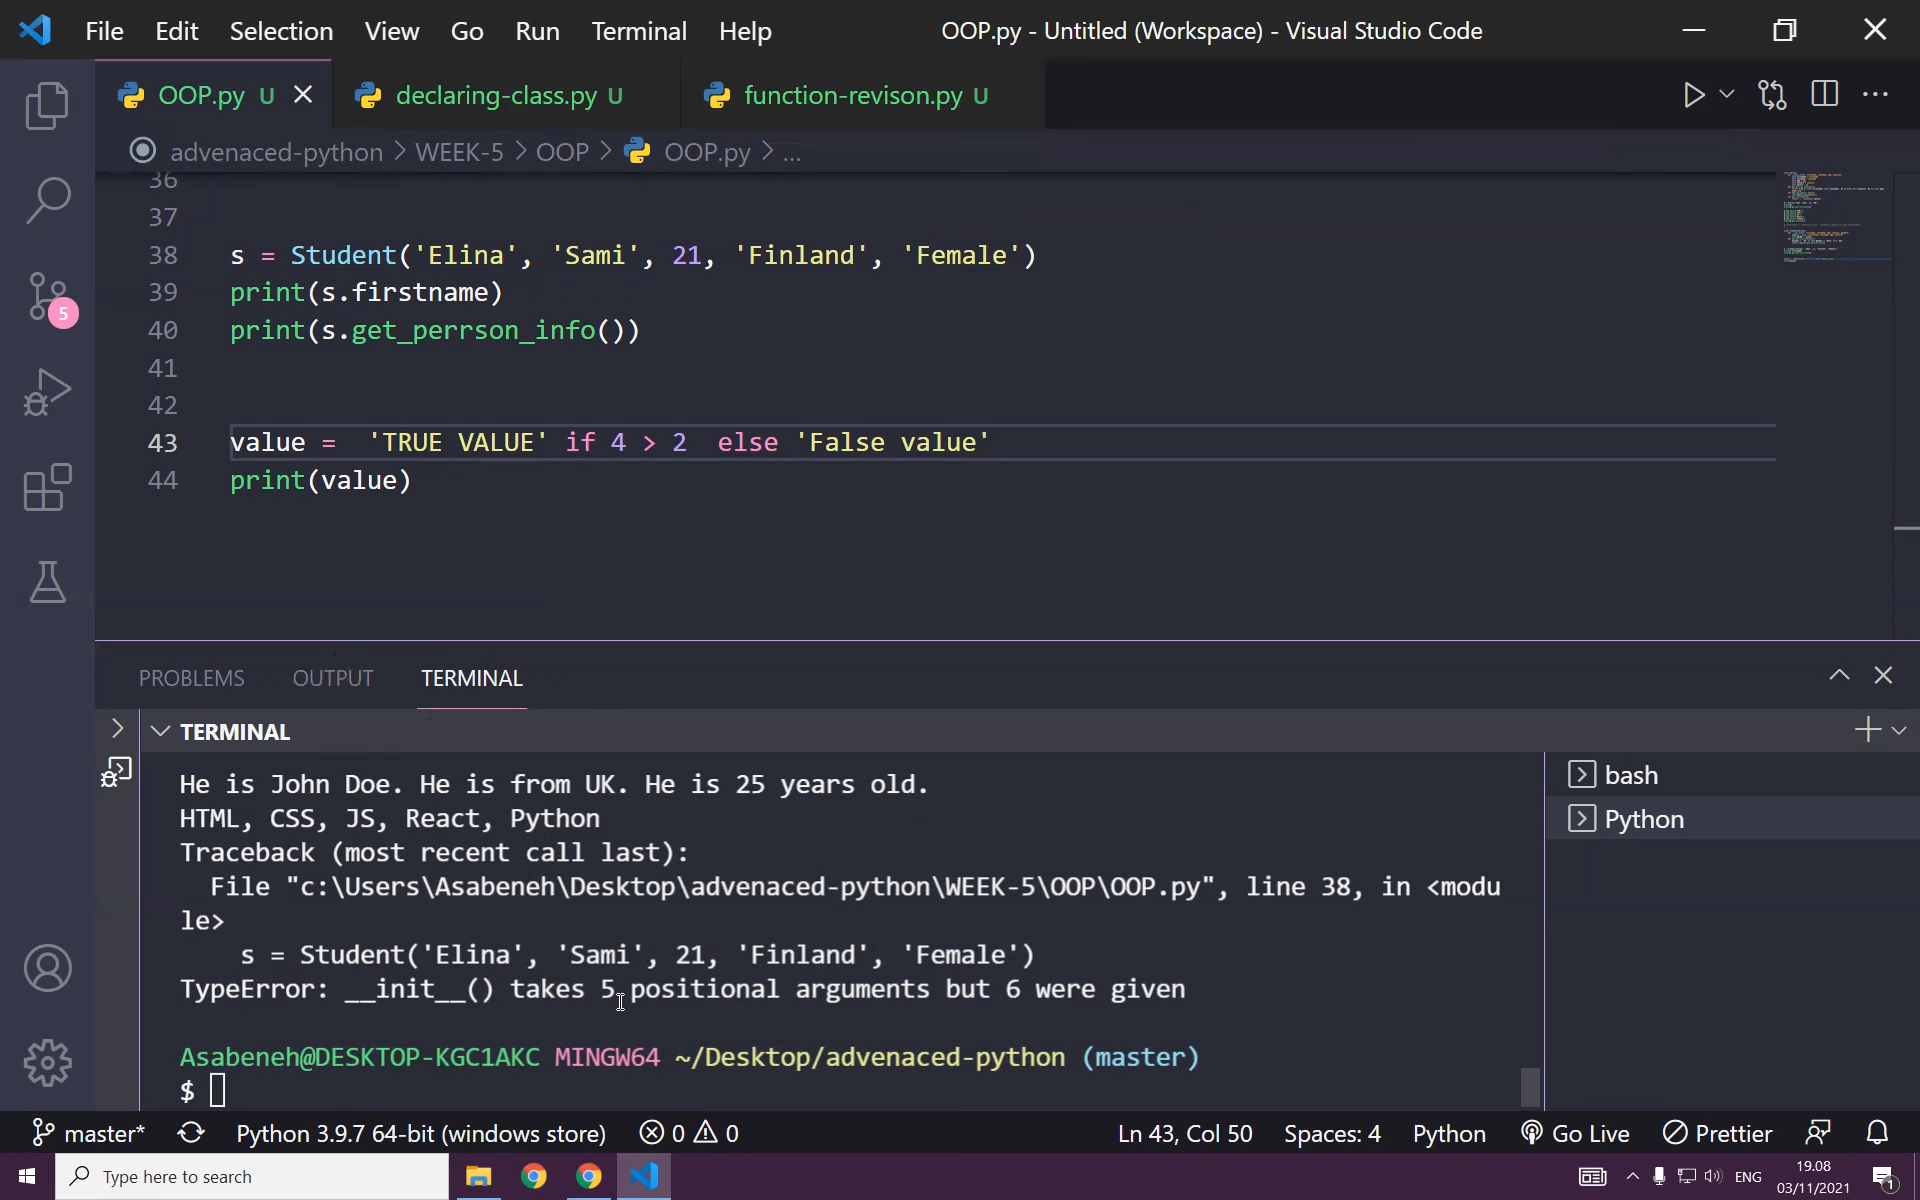 File Edit Selection View Go Run Terminal Help OOP.py - Untitled (Workspace) - Visual Studio Code
OOP.py U declaring-class.py U function-revison.py U
advenaced-python > WEEK-5 > OOP > OOP.py > ...
36
37
38 s = Student('Elina', 'Sami', 21, 'Finland', 'Female')
39 print(s.firstname)
40 print(s.get_perrson_info())
41
42
43 value =  'TRUE VALUE' if 4 > 2  else 'False value'
44 print(value)
5
PROBLEMS OUTPUT TERMINAL
TERMINAL
bash
Python
He is John Doe. He is from UK. He is 25 years old.
HTML, CSS, JS, React, Python
Traceback (most recent call last):
  File "c:\Users\Asabeneh\Desktop\advenaced-python\WEEK-5\OOP\OOP.py", line 38, in <modu
le>
    s = Student('Elina', 'Sami', 21, 'Finland', 'Female')
TypeError: __init__() takes 5 positional arguments but 6 were given
Asabeneh@DESKTOP-KGC1AKC MINGW64 ~/Desktop/advenaced-python (master)
$
master* Python 3.9.7 64-bit (windows store) 0 0 Ln 43, Col 50 Spaces: 4 Python Go Live Prettier
Type here to search ENG 19.08
03/11/2021 1